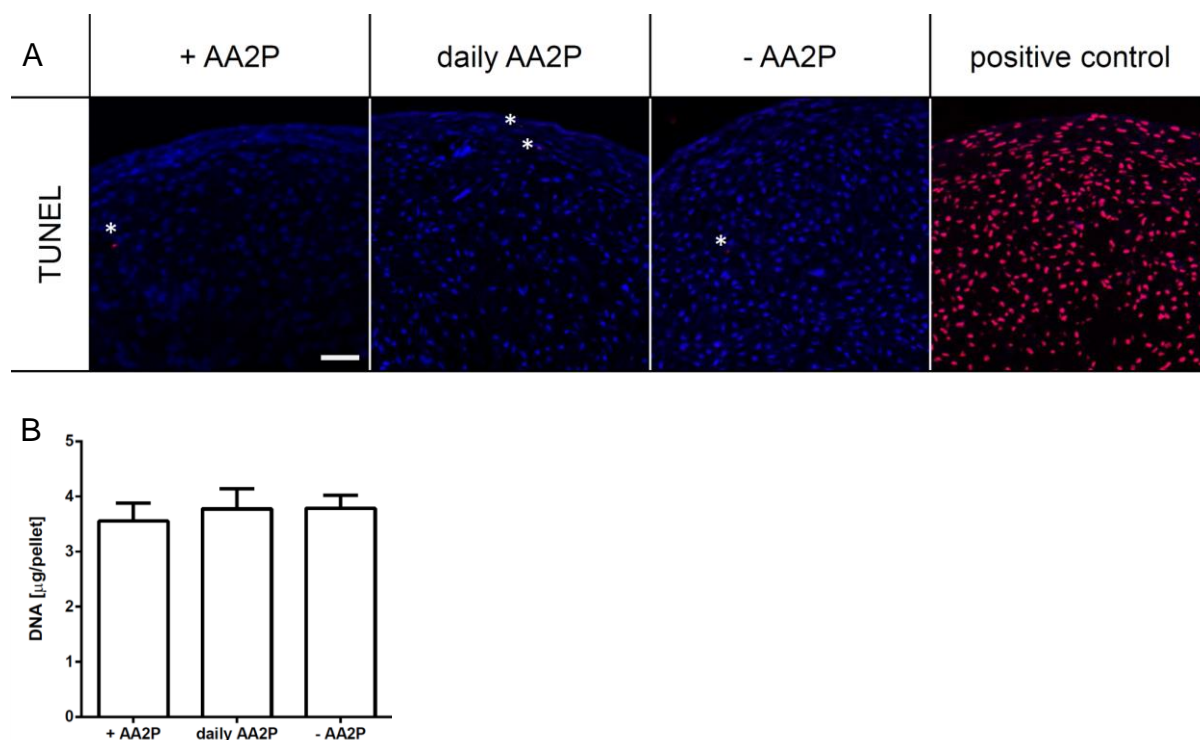 A
+ AA2P daily AA2P - AA2P positive control
TUNEL
* * * *
B
DNA [µg/pellet]
5
4
3
2
1
0
+ AA2P daily AA2P - AA2P